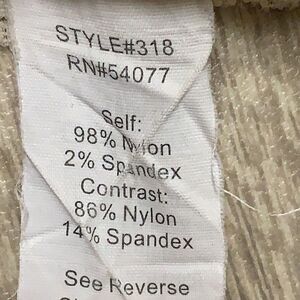 STYLE#318
RN#54077
Self:
98% Nylon
2% Spandex
Contrast:
86% Nylon
14% Spandex
See Reverse